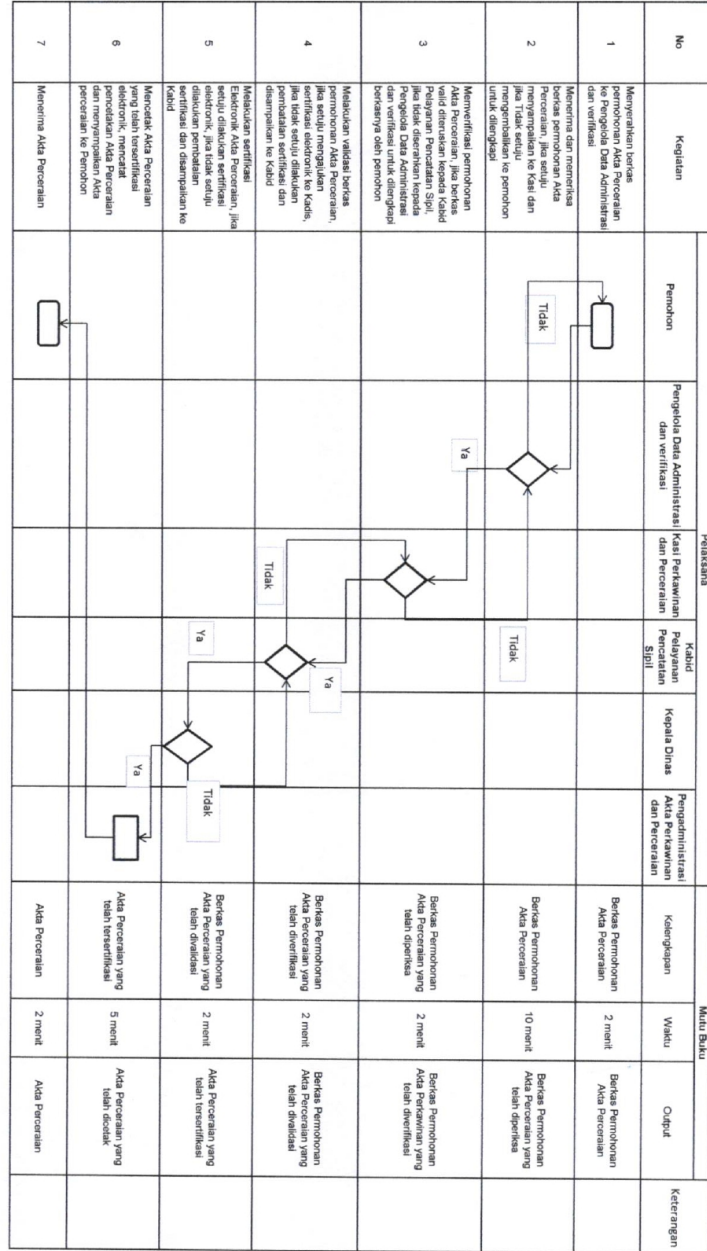 No
Kegiatan
Pelaksana
Mutu Buku
Keterangan
Pemohon
Pengelola Data Administrasi
dan verifikasi
Kasi Perkawinan
dan Perceraian
Kabid
Pelayanan
Pencatatan
Sipil
Kepala Dinas
Pengadministrasi
Akta Perkawinan
dan Perceraian
Kelengkapan
Waktu
Output
1
Menyerahkan berkas
permohonan Akta Perceraian
ke Pengelola Data Administrasi
dan verifikasi
Berkas Permohonan
Akta Perceraian
2 menit
Berkas Permohonan
Akta Perceraian
2
Menerima dan memeriksa
berkas permohonan Akta
Perceraian, jika setuju
menyampaikan ke Kasi dan
jika Tidak setuju
mengembalikan ke pemohon
untuk dilengkapi
Tidak
Ya
Tidak
Berkas Permohonan
Akta Perceraian
10 menit
Berkas Permohonan
Akta Perceraian yang
telah diperiksa
3
Memverifikasi permohonan
Akta Perceraian, jika berkas
valid diteruskan kepada Kabid
Pelayanan Pencatatan Sipil,
jika tidak diserahkan kepada
Pengelola Data Administrasi
dan verifikasi untuk dilengkapi
berkasnya oleh pemohon
Berkas Permohonan
Akta Perceraian yang
telah diperiksa
2 menit
Berkas Permohonan
Akta Perkawinan yang
telah diverifikasi
4
Melakukan validasi berkas
permohonan Akta Perceraian,
jika setuju mengajukan
sertifikasi elektronik ke Kadis,
jika tidak setuju dilakukan
pembatalan sertifikasi dan
disampaikan ke Kabid
Tidak
Ya
Berkas Permohonan
Akta Perceraian yang
telah diverifikasi
2 menit
Berkas Permohonan
Akta Perceraian yang
telah divalidasi
5
Melakukan sertifikasi
Elektronik Akta Perceraian, jika
setuju dilakukan sertifikasi
elektronik, jika tidak setuju
dilakukan pembatalan
sertifikasi dan disampaikan ke
Kabid
Ya
Tidak
Berkas Permohonan
Akta Perceraian yang
telah divalidasi
2 menit
Akta Perceraian yang
telah tersertifikasi
6
Mencetak Akta Perceraian
yang telah tersertifikasi
elektronik, mencatat
pencetakan Akta Perceraian
dan menyampaikan Akta
perceraian ke Pemohon
Ya
Akta Perceraian yang
telah tersertifikasi
5 menit
Akta Perceraian yang
telah dicetak
7
Menerima Akta Perceraian
Akta Perceraian
2 menit
Akta Perceraian